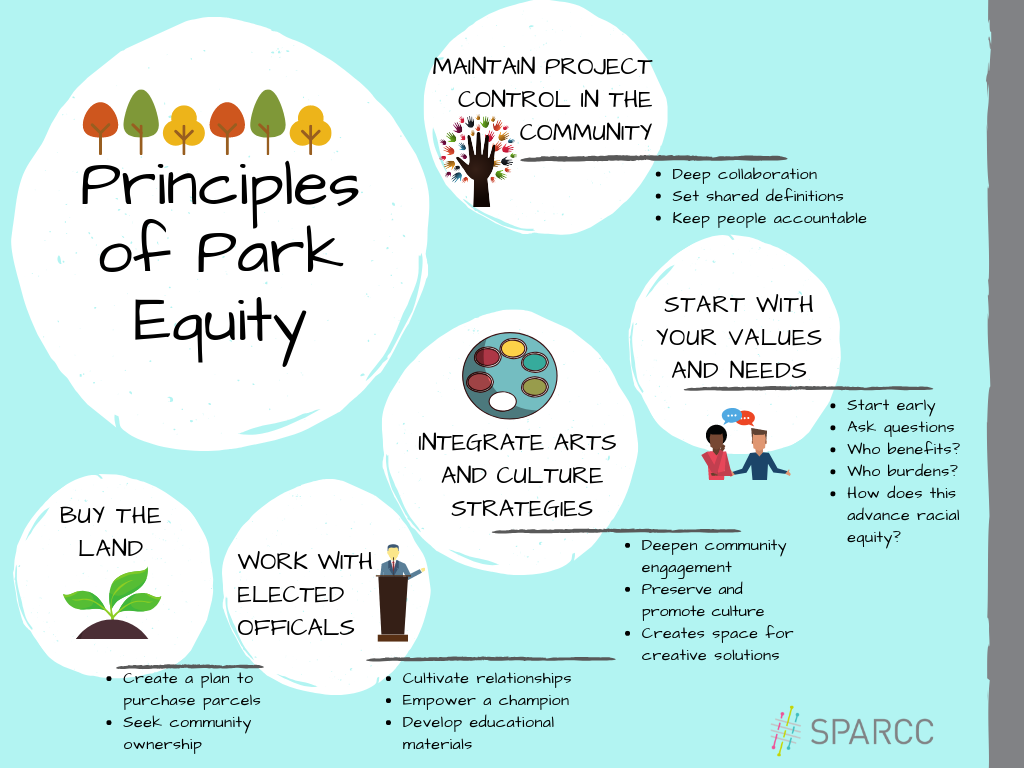 Principles
of Park
Equity
MAINTAIN PROJECT
CONTROL IN THE
COMMUNITY
• Deep collaboration
• Set shared definitions
• Keep people accountable
START WITH
YOUR VALUES
AND NEEDS
• Start early
• Ask questions
• Who benefits?
• Who burdens?
• How does this
advance racial
equity?
INTEGRATE ARTS
AND CULTURE
STRATEGIES
• Deepen community
engagement
• Preserve and
promote culture
• Creates space for
creative solutions
WORK WITH
ELECTED
OFFICALS
• Cultivate relationships
• Empower a champion
• Develop educational
materials
BUY THE
LAND
• Create a plan to
purchase parcels
• Seek community
ownership
SPARCC